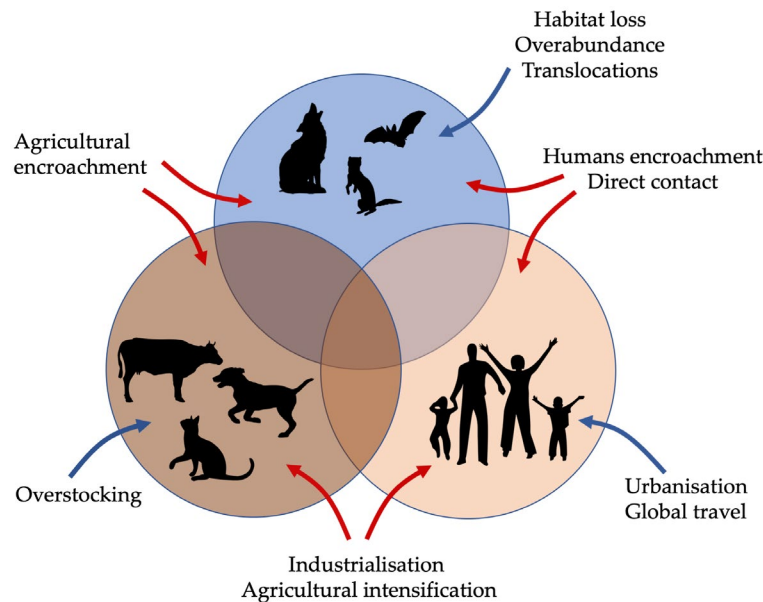 Habitat loss
Overabundance
Translocations
Agricultural
encroachment
Humans encroachment
Direct contact
Overstocking
Urbanisation
Global travel
Industrialisation
Agricultural intensification